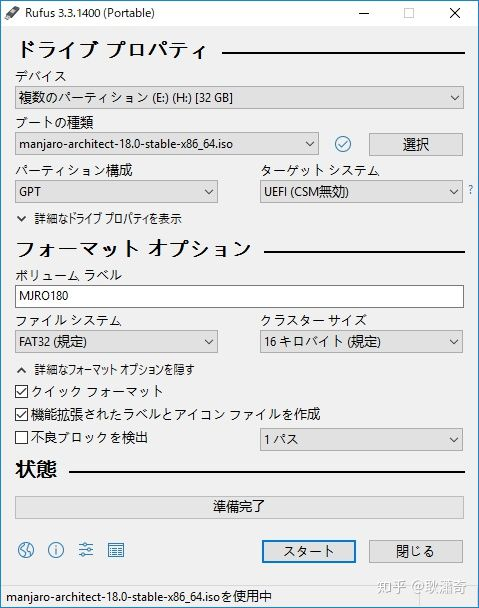 Rufus 3.3.1400 (Portable)
ドライブ プロパティ
デバイス
複数のパーティション (E:) (H:) [32 GB]
ブートの種類
manjaro-architect-18.0-stable-x86_64.iso
選択
パーティション構成
ターゲット システム
GPT
UEFI (CSM無効)
?
詳細なドライブ プロパティを表示
フォーマット オプション
ボリューム ラベル
MJRO180
ファイル システム
クラスター サイズ
FAT32 (規定)
16 キロバイト (規定)
詳細なフォーマット オプションを隠す
クイック フォーマット
機能拡張されたラベルとアイコン ファイルを作成
不良ブロックを検出
1 パス
状態
準備完了
スタート
閉じる
知乎 @耿瀟奇
manjaro-architect-18.0-stable-x86_64.isoを使用中